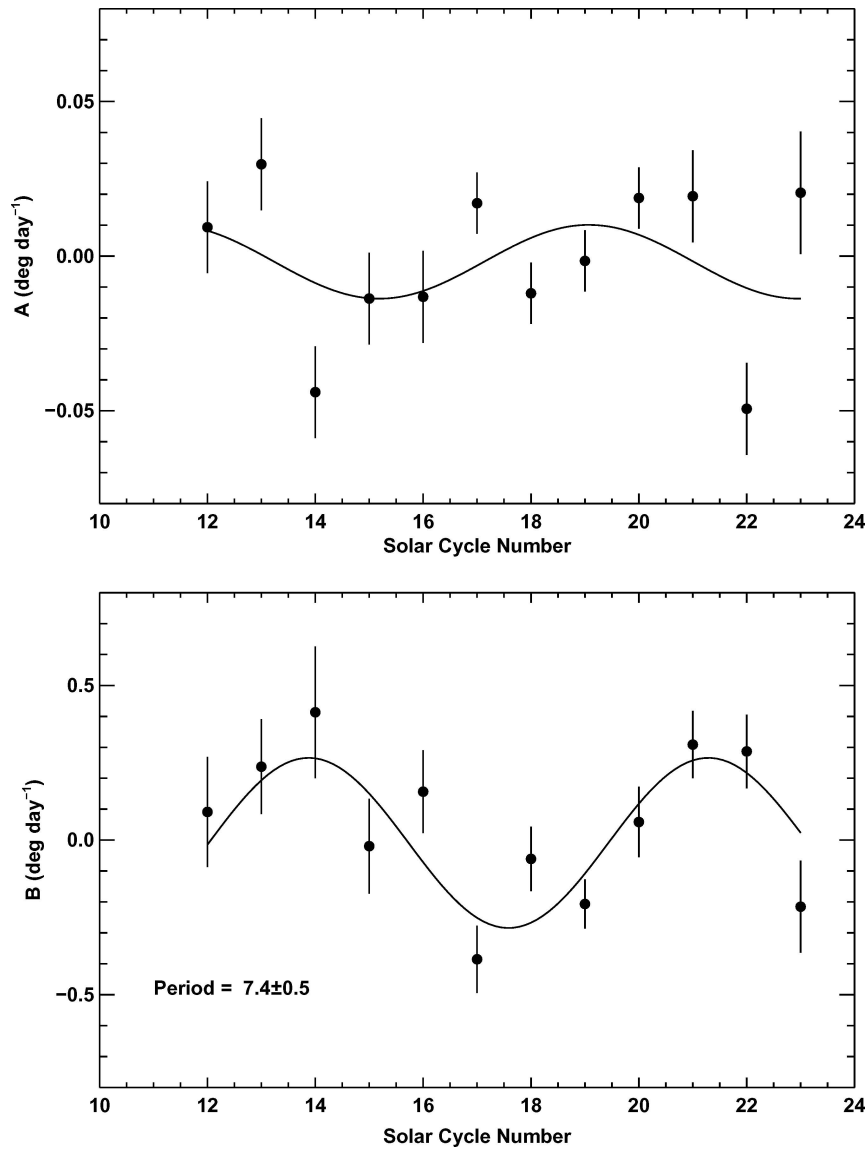 0.05
0.00
−0.05
A (deg day⁻¹)
10 12 14 16 18 20 22 24
Solar Cycle Number
0.5
0.0
−0.5
B (deg day⁻¹)
Period = 7.4±0.5
10 12 14 16 18 20 22 24
Solar Cycle Number